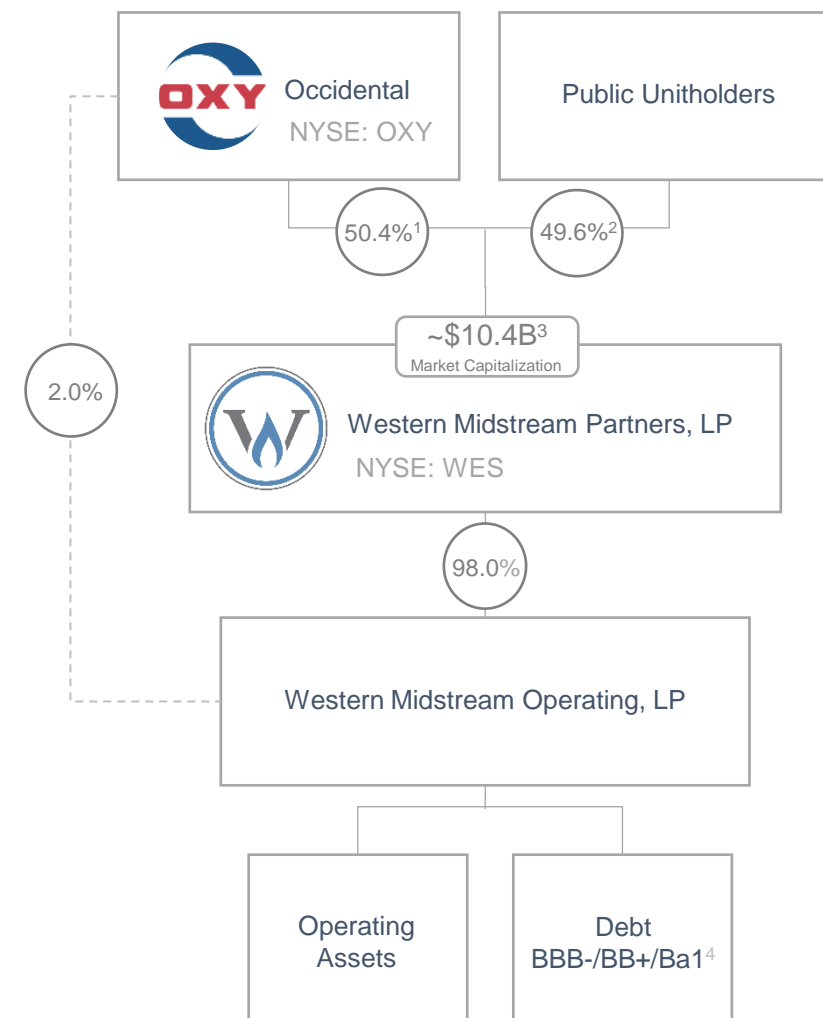 OXY
Occidental
NYSE: OXY
Public Unitholders
50.4%¹
49.6%²
~$10.4B³
Market Capitalization
2.0%
W
Western Midstream Partners, LP
NYSE: WES
98.0%
Western Midstream Operating, LP
Operating
Assets
Debt
BBB-/BB+/Ba1⁴